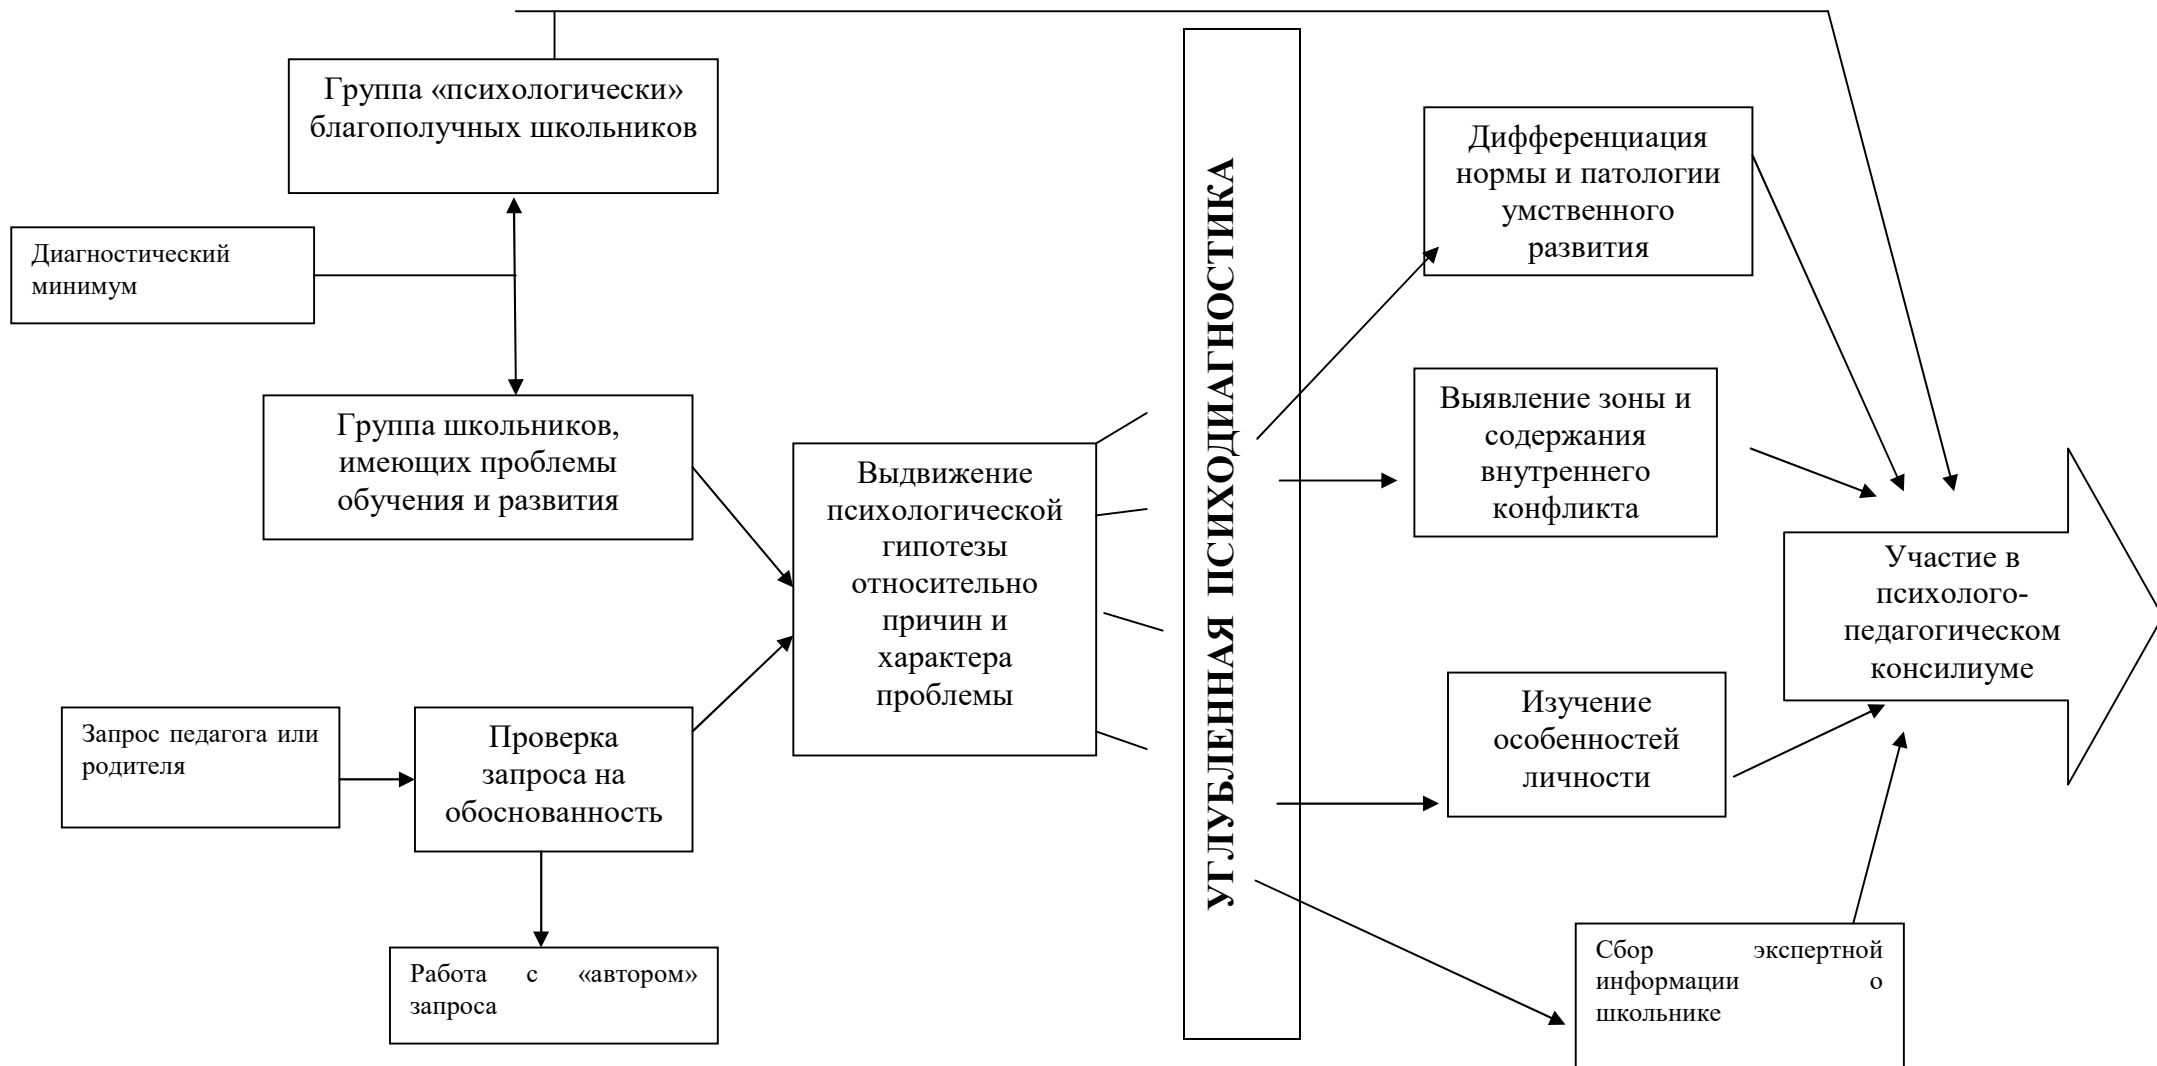 Группа «психологически»
благополучных школьников
Диагностический
минимум
Группа школьников,
имеющих проблемы
обучения и развития
Запрос педагога или
родителя
Проверка
запроса на
обоснованность
Работа с «автором»
запроса
Выдвижение
психологической
гипотезы
относительно
причин и
характера
проблемы
УГЛУБЛЕННАЯ ПСИХОДИАГНОСТИКА
Дифференциация
нормы и патологии
умственного
развития
Выявление зоны и
содержания
внутреннего
конфликта
Изучение
особенностей
личности
Сбор экспертной
информации о
школьнике
Участие в
психолого-
педагогическом
консилиуме